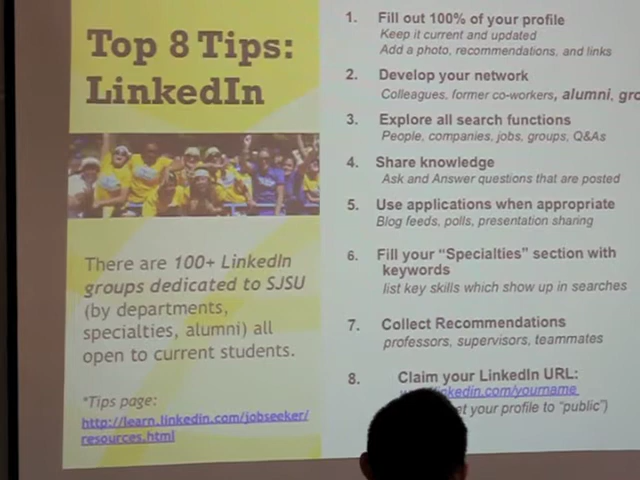 Top 8 Tips:
LinkedIn
There are 100+ LinkedIn
groups dedicated to SJSU
(by departments,
specialties, alumni) all
open to current students.
*Tips page:
http://learn.linkedin.com/jobseeker/
resources.html
1. Fill out 100% of your profile
Keep it current and updated
Add a photo, recommendations, and links
2. Develop your network
Colleagues, former co-workers, alumni,
3. Explore all search functions
People, companies, jobs, groups, Q&As
4. Share knowledge
Ask and Answer questions that are posted
5. Use applications when appropriate
Blog feeds, polls, presentation sharing
6. Fill your “Specialties” section with
keywords
list key skills which show up in searches
7. Collect Recommendations
professors, supervisors, teammates
8. Claim your LinkedIn URL:
your profile to “public”)